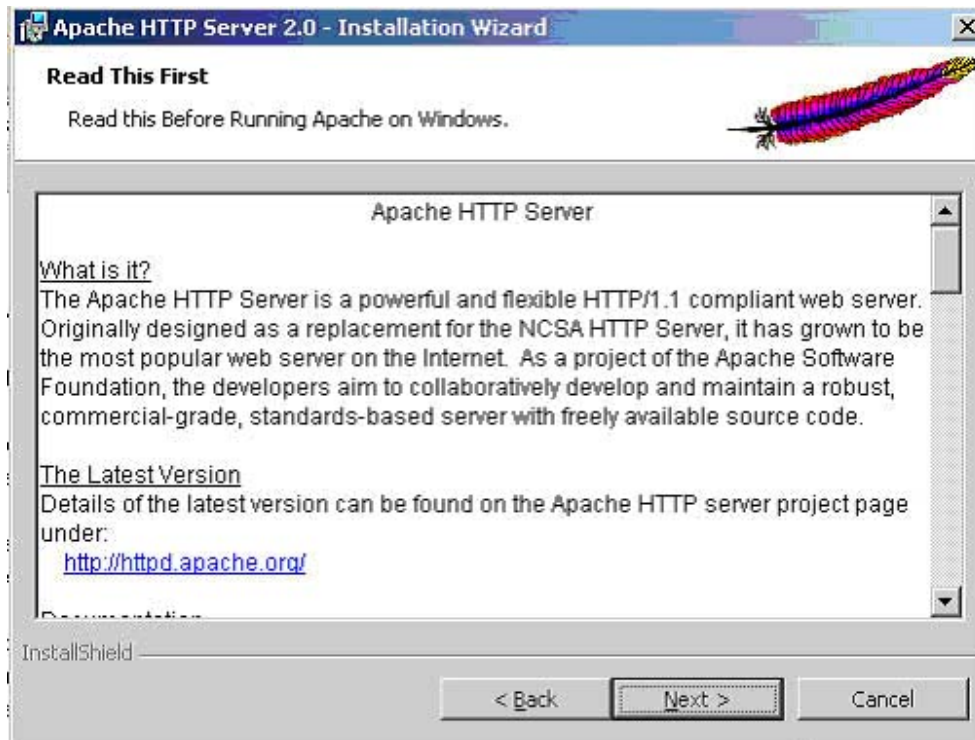 Apache HTTP Server 2.0 - Installation Wizard
Read This First
Read this Before Running Apache on Windows.
Apache HTTP Server
What is it?
The Apache HTTP Server is a powerful and flexible HTTP/1.1 compliant web server.
Originally designed as a replacement for the NCSA HTTP Server, it has grown to be
the most popular web server on the Internet.  As a project of the Apache Software
Foundation, the developers aim to collaboratively develop and maintain a robust,
commercial-grade, standards-based server with freely available source code.
The Latest Version
Details of the latest version can be found on the Apache HTTP server project page
under:
http://httpd.apache.org/
Documentation
InstallShield
< Back
Next >
Cancel